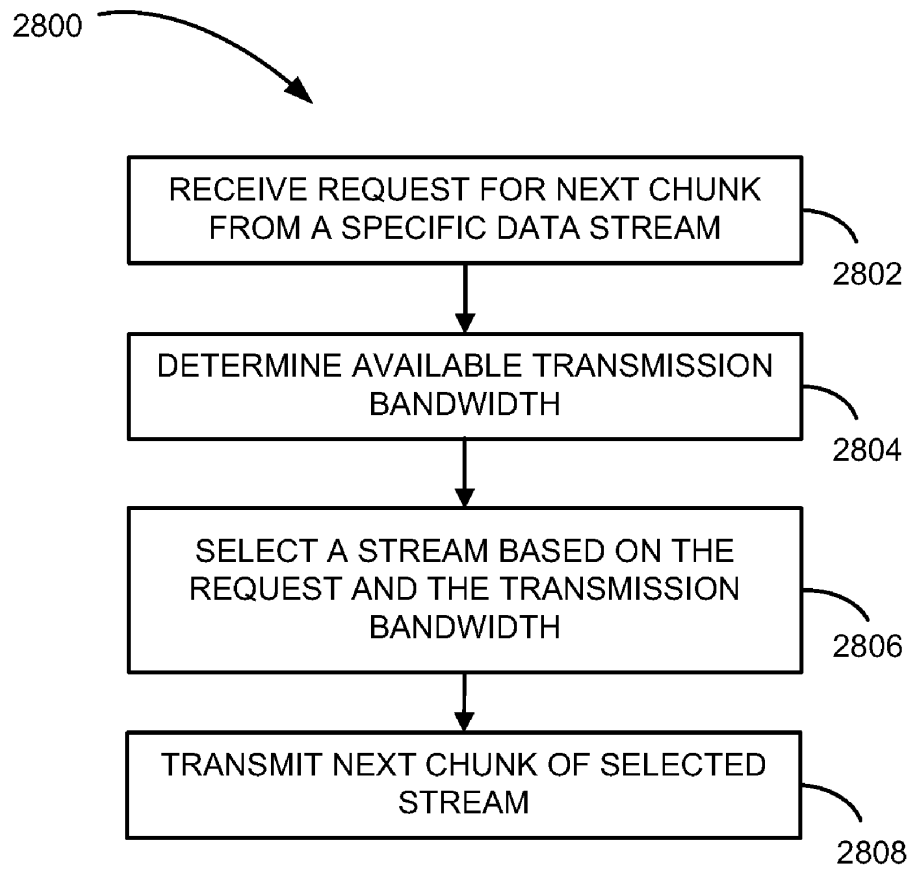 2800
RECEIVE REQUEST FOR NEXT CHUNK
FROM A SPECIFIC DATA STREAM
2802
DETERMINE AVAILABLE TRANSMISSION
BANDWIDTH
2804
SELECT A STREAM BASED ON THE
REQUEST AND THE TRANSMISSION
BANDWIDTH
2806
TRANSMIT NEXT CHUNK OF SELECTED
STREAM
2808